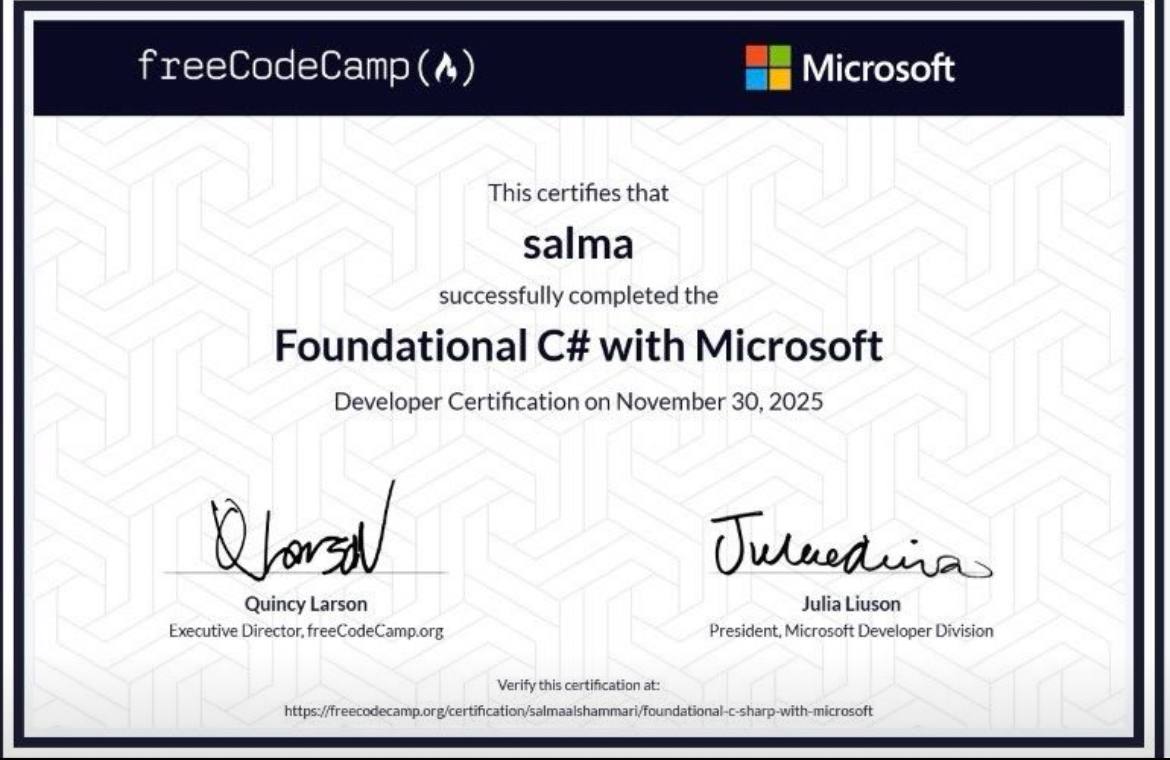 freeCodeCamp(🔥)
Microsoft
This certifies that
salma
successfully completed the
Foundational C# with Microsoft
Developer Certification on November 30, 2025
Quincy Larson
Executive Director, freeCodeCamp.org
Julia Liuson
President, Microsoft Developer Division
Verify this certification at:
https://freecodecamp.org/certification/salmaalshammari/foundational-c-sharp-with-microsoft